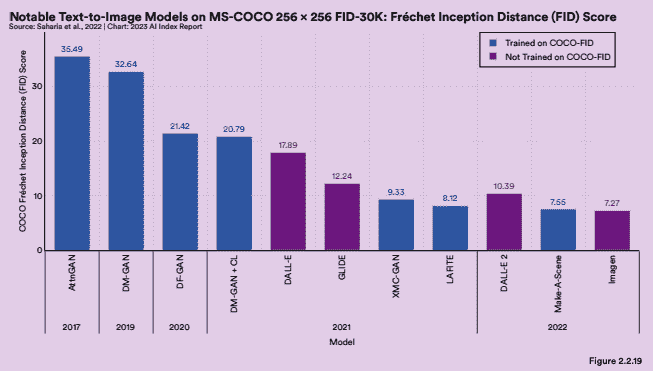 Notable Text-to-Image Models on MS-COCO 256 × 256 FID-30K: Fréchet Inception Distance (FID) Score
Source: Saharia et al., 2022 | Chart: 2023 AI Index Report
Trained on COCO-FID
Not Trained on COCO-FID
COCO Fréchet Inception Distance (FID) Score
30
20
10
0
35.49
32.64
21.42
20.79
17.89
12.24
9.33
8.12
10.39
7.55
7.27
AttnGAN
DM-GAN
DF-GAN
DM-GAN + CL
DALL-E
GLIDE
XMC-GAN
LAFITE
DALL-E 2
Make-A-Scene
Imagen
2017
2019
2020
2021
2022
Model
Figure 2.2.19